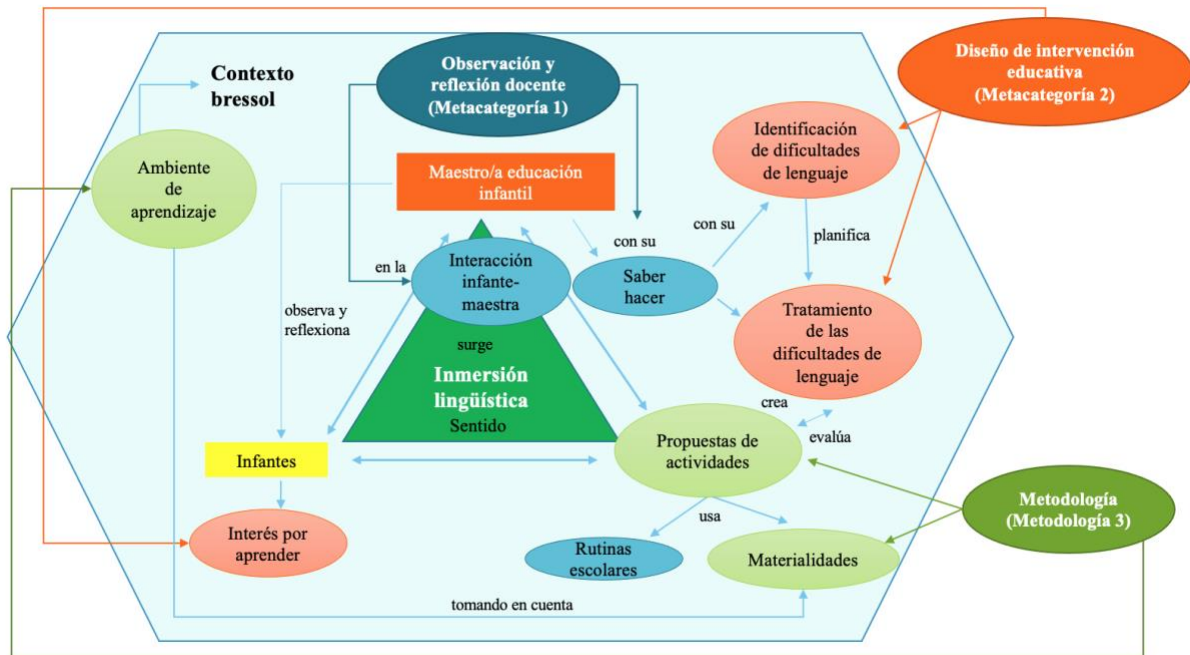 Contexto
bressol
Observación y
reflexión docente
(Metacategoría 1)
Diseño de intervención
educativa
(Metacategoría 2)
Ambiente
de
aprendizaje
Maestro/a educación
infantil
Identificación
de dificultades
de lenguaje
con su
con su
planifica
en la
Interacción
infante-
maestra
Saber
hacer
observa y
reflexiona
Tratamiento
de las
dificultades de
lenguaje
surge
Inmersión
lingüística
Sentido
crea
evalúa
Infantes
Propuestas de
actividades
Metodología
(Metodología 3)
usa
Interés por
aprender
Rutinas
escolares
Materialidades
tomando en cuenta